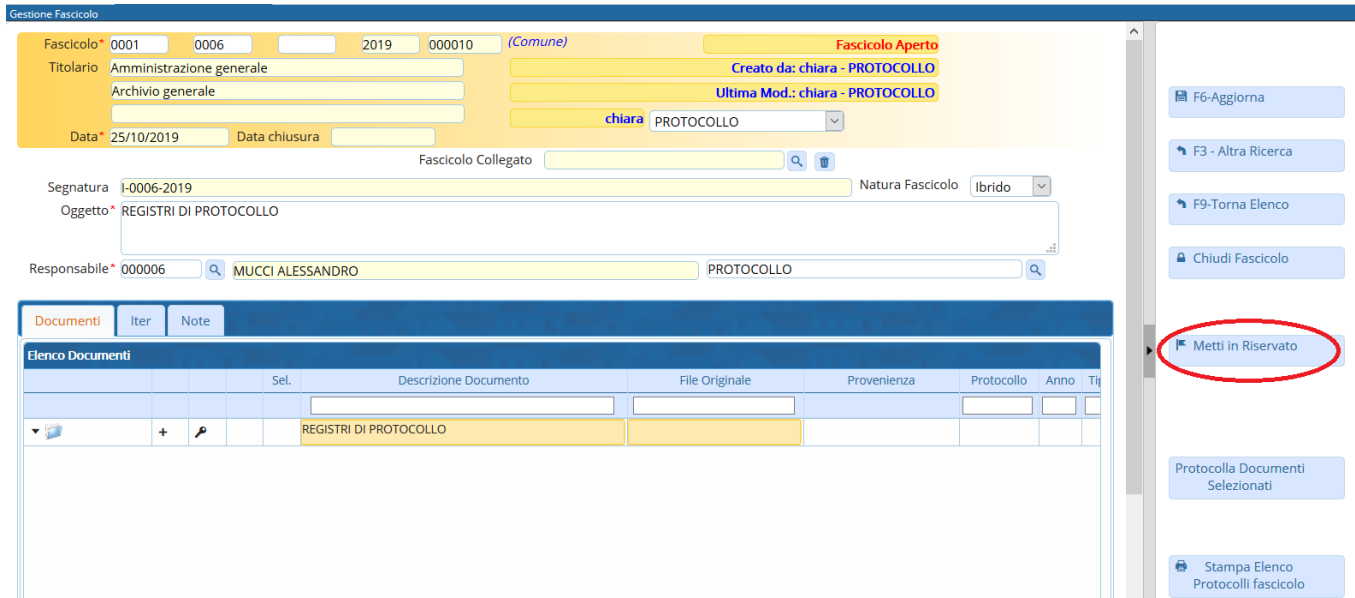 Gestione Fascicolo
Fascicolo* 0001 0006 2019 000010 (Comune) Fascicolo Aperto
Titolario Amministrazione generale Creato da: chiara - PROTOCOLLO
Archivio generale Ultima Mod.: chiara - PROTOCOLLO
chiara PROTOCOLLO
Data* 25/10/2019 Data chiusura
Fascicolo Collegato
Segnatura I-0006-2019 Natura Fascicolo Ibrido
Oggetto* REGISTRI DI PROTOCOLLO
Responsabile* 000006 MUCCI ALESSANDRO PROTOCOLLO
Documenti Iter Note
Elenco Documenti
Sel. Descrizione Documento File Originale Provenienza Protocollo Anno
+ REGISTRI DI PROTOCOLLO
F6-Aggiorna
F3 - Altra Ricerca
F9-Torna Elenco
Chiudi Fascicolo
Metti in Riservato
Protocolla Documenti
Selezionati
Stampa Elenco
Protocolli fascicolo